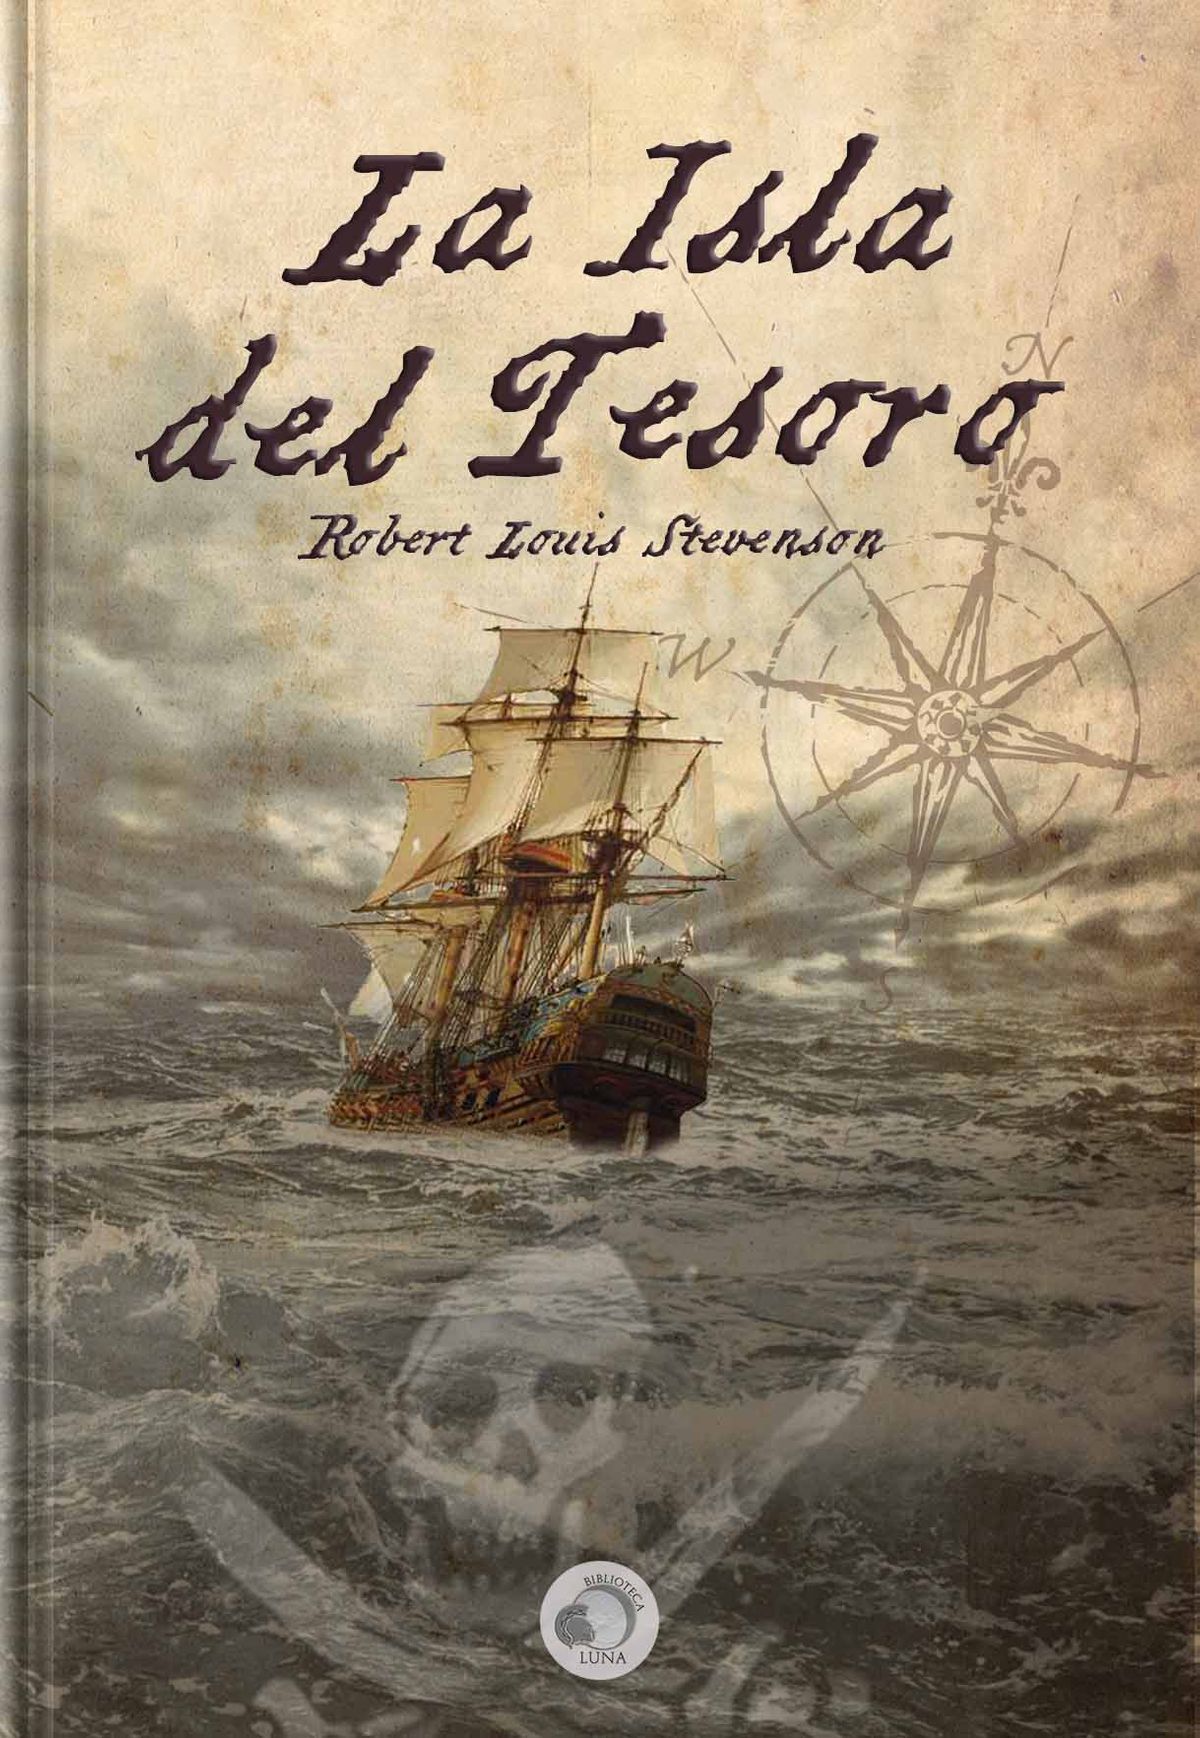 La Isla
del Tesoro
Robert Louis Stevenson
N
W
S
BIBLIOTECA
LUNA